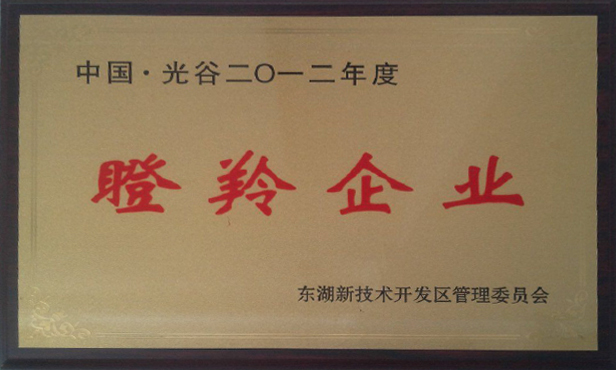 中国·光谷二〇一二年度
瞪羚企业
东湖新技术开发区管理委员会